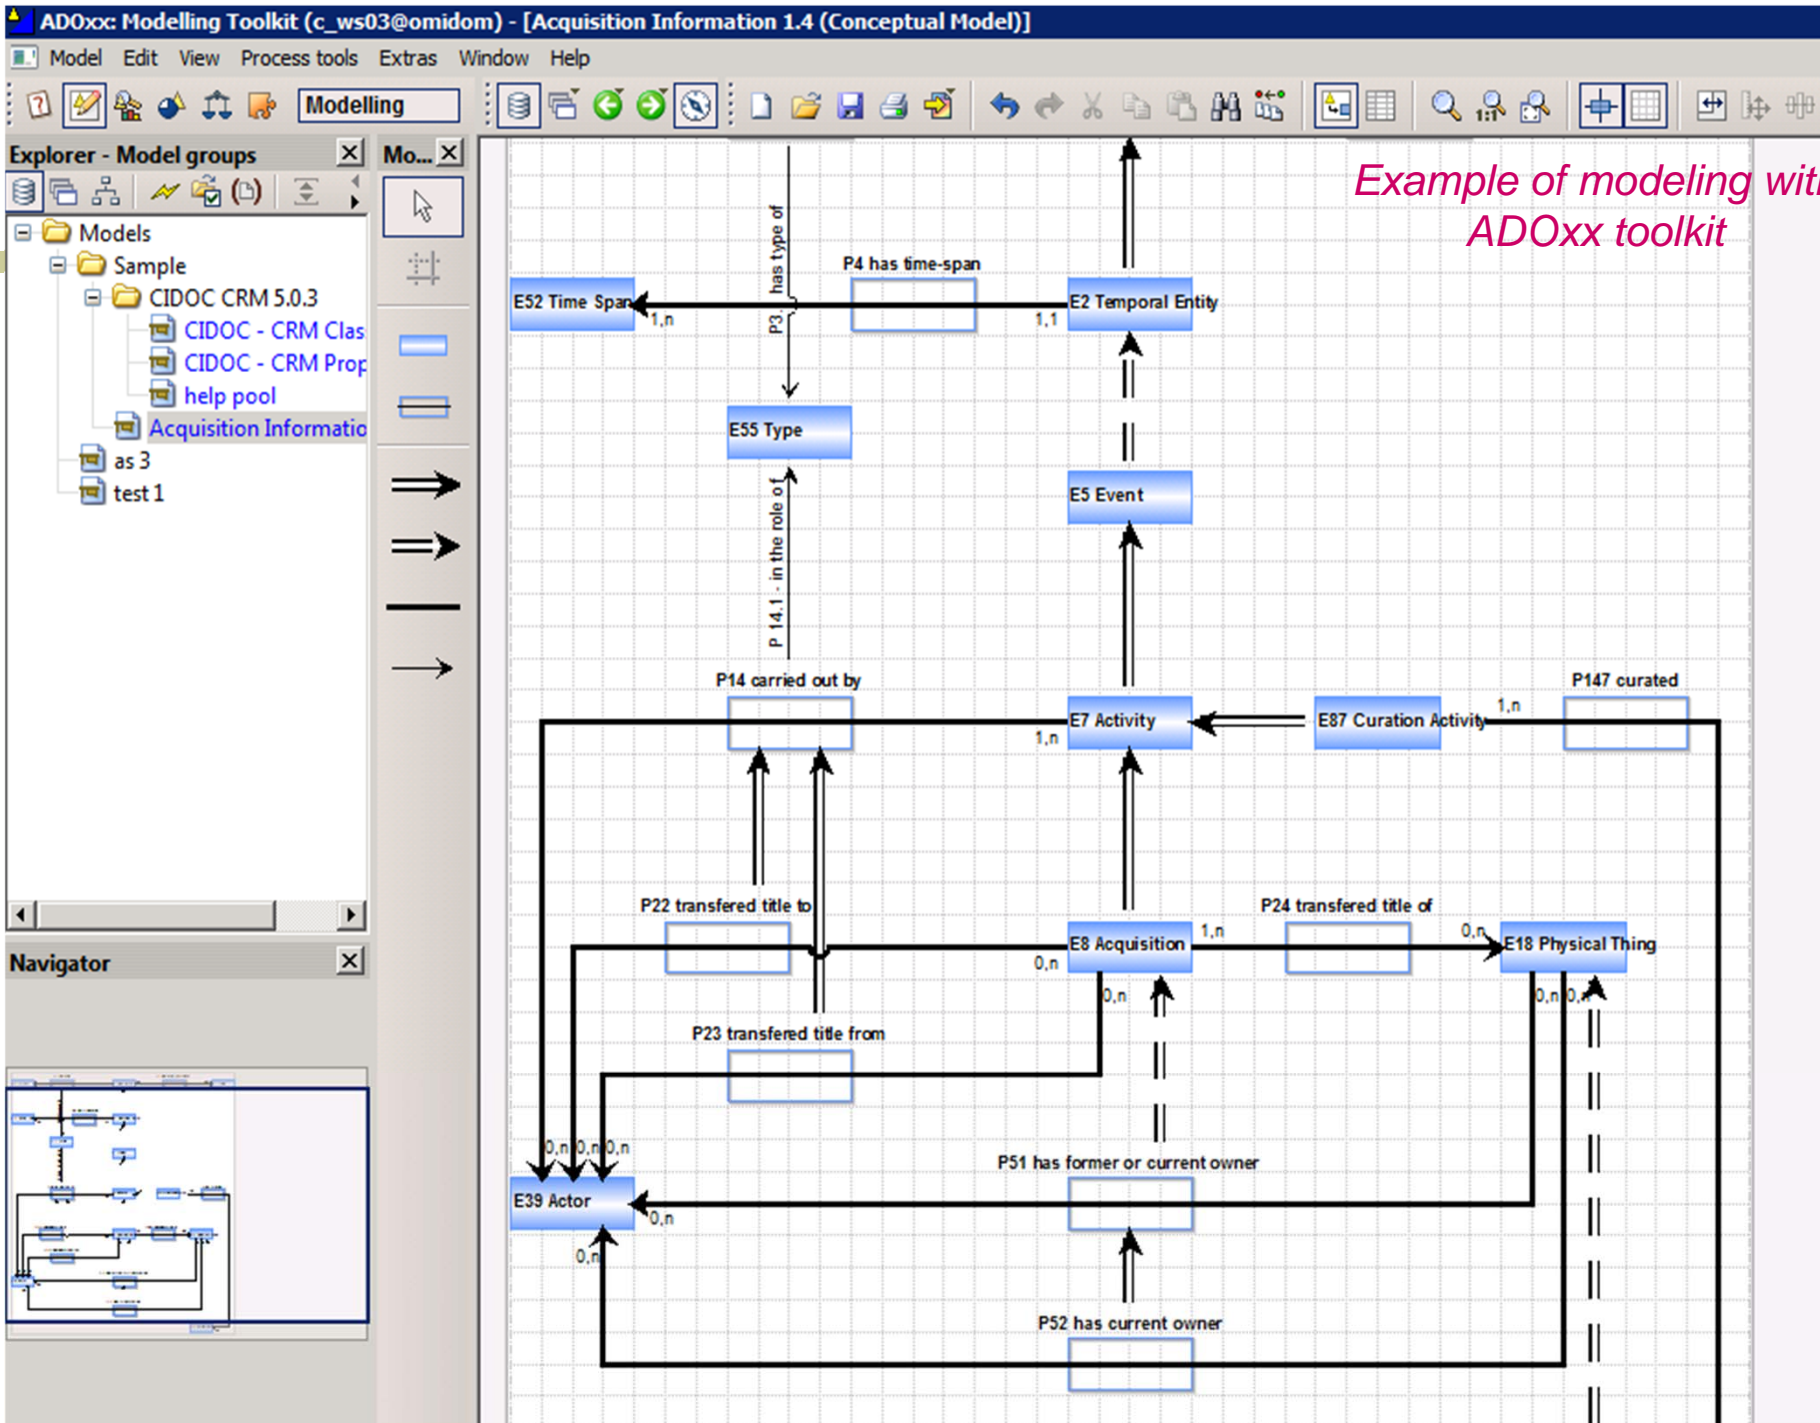 ADOxx: Modelling Toolkit (c_ws03@omidom) - [Acquisition Information 1.4 (Conceptual Model)]
Model Edit View Process tools Extras Window Help
Modelling
1:1
Explorer - Model groups
Mo...
Models
Sample
CIDOC CRM 5.0.3
CIDOC - CRM Clas
CIDOC - CRM Prop
help pool
Acquisition Informatio
as 3
test 1
Navigator
Example of modeling wit
ADOxx toolkit
P3. has type of
P4 has time-span
E52 Time Span
1,n
1,1
E2 Temporal Entity
E55 Type
E5 Event
P 14.1 - in the role of
P14 carried out by
E7 Activity
1,n
E87 Curation Activity
1,n
P147 curated
P22 transfered title to
E8 Acquisition
0,n
1,n
P24 transfered title of
0,n
E18 Physical Thing
0,n
0,n
0,n
P23 transfered title from
0,n
0,n
0,n
P51 has former or current owner
E39 Actor
0,n
0,n
P52 has current owner